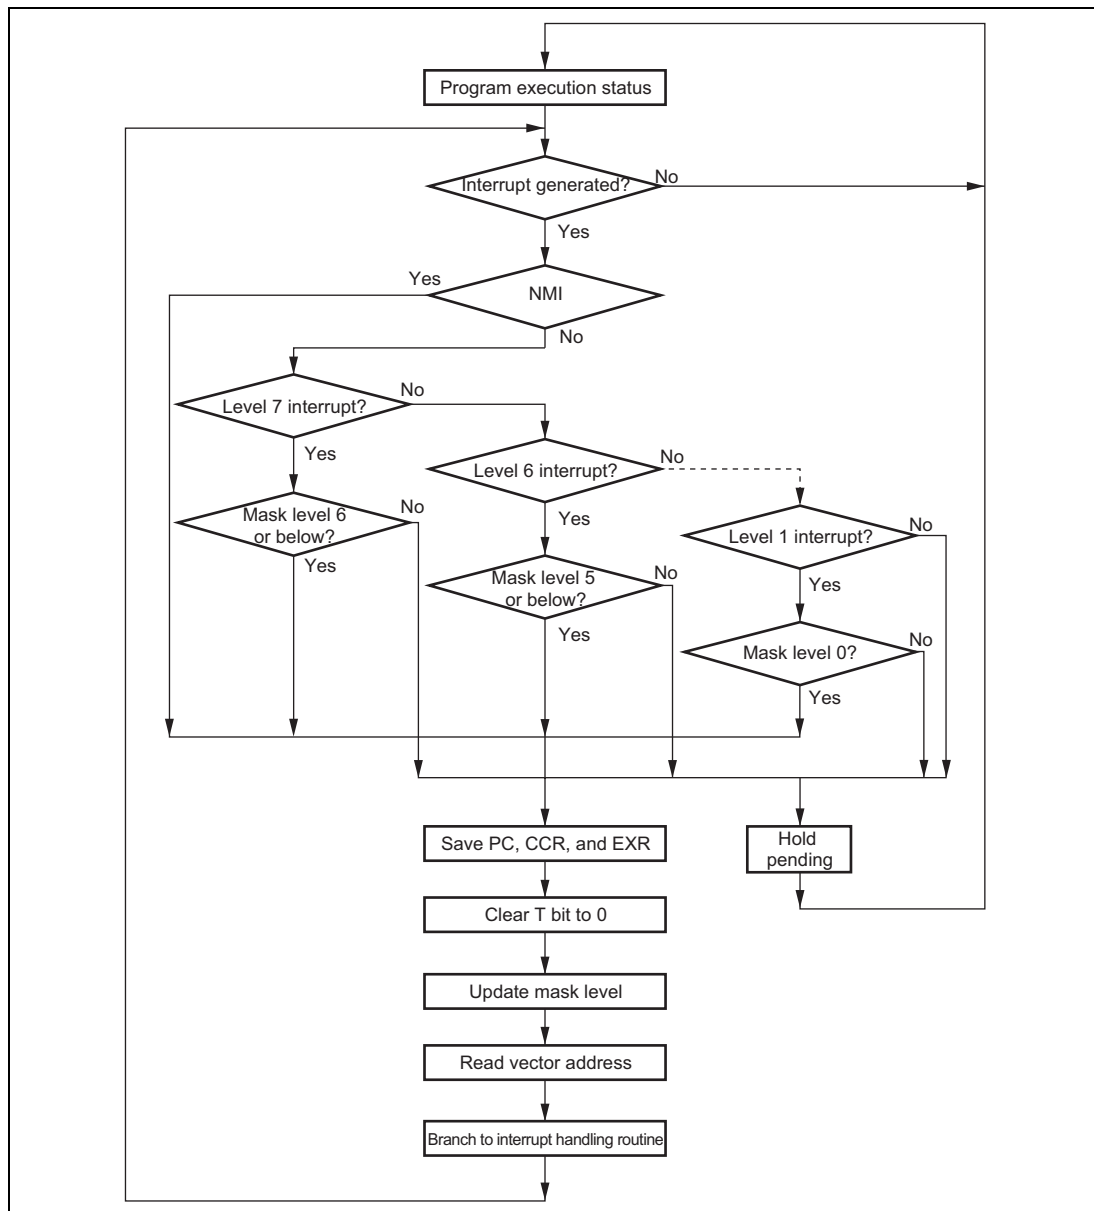 Program execution status
Interrupt generated?
No
Yes
Yes
NMI
No
Level 7 interrupt?
No
Yes
Level 6 interrupt?
No
Mask level 6
or below?
No
Yes
Level 1 interrupt?
No
Yes
Mask level 5
or below?
No
Yes
Yes
Mask level 0?
No
Yes
Save PC, CCR, and EXR
Hold
pending
Clear T bit to 0
Update mask level
Read vector address
Branch to interrupt handling routine